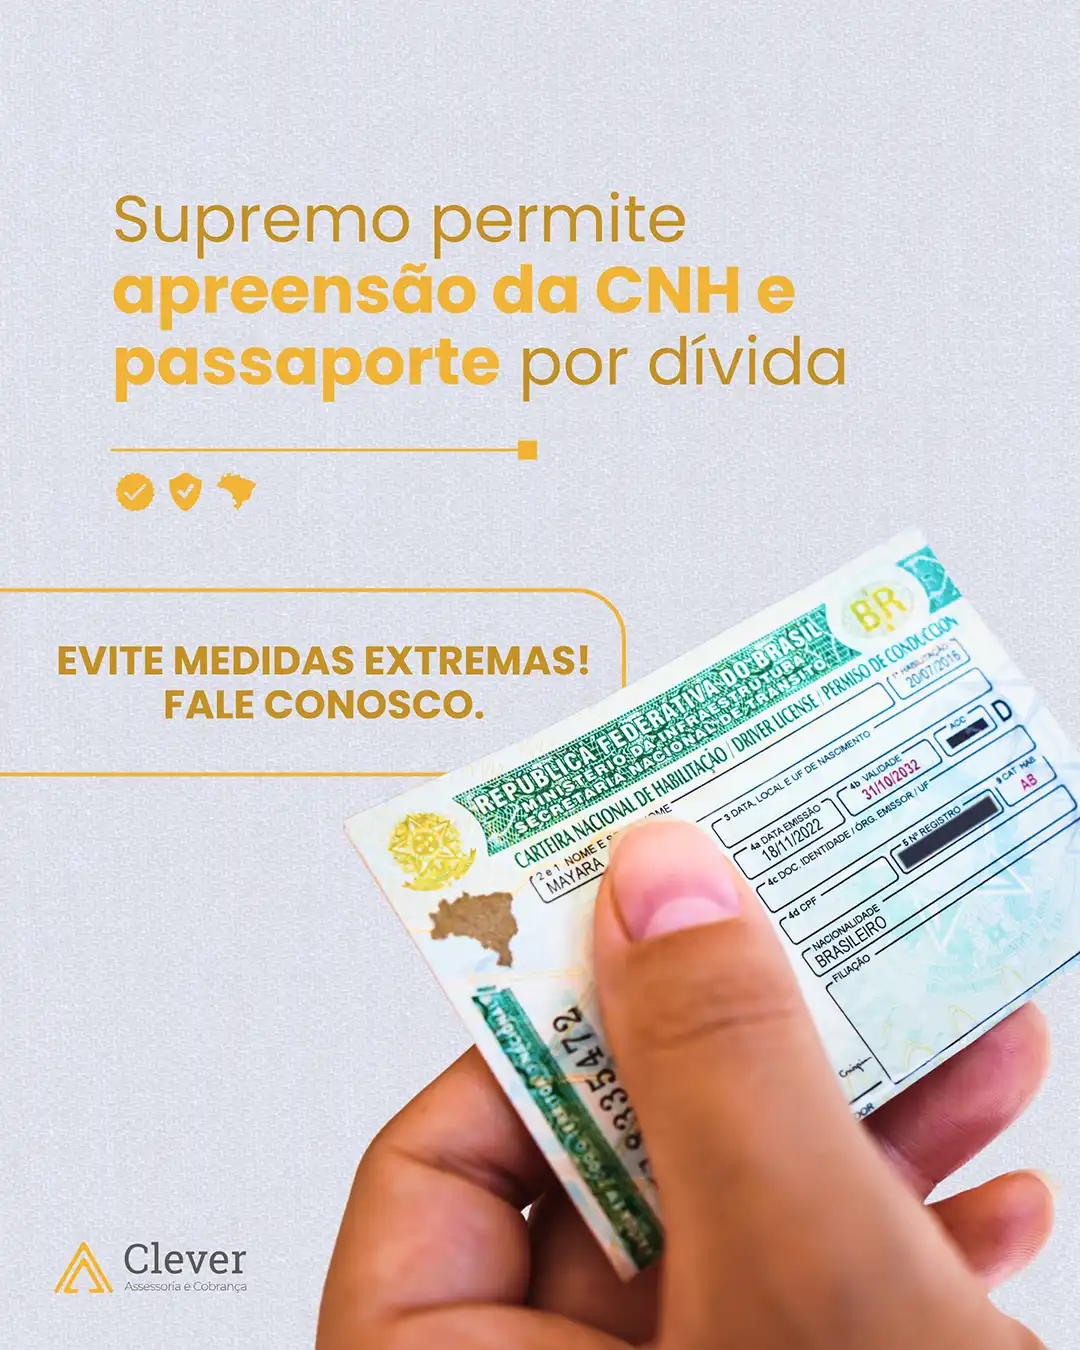 Supremo permite
apreensão da CNH e
passaporte por dívida
EVITE MEDIDAS EXTREMAS!
FALE CONOSCO.
BR
REPÚBLICA FEDERATIVA DO BRASIL
MINISTÉRIO DA INFRAESTRUTURA
SECRETARIA NACIONAL DE TRÂNSITO
CARTEIRA NACIONAL DE HABILITAÇÃO / DRIVER LICENSE / PERMISO DE CONDUCCION
2 e 1 NOME E
MAYARA
1ª HABILITAÇÃO
20/07/2016
3 DATA, LOCAL E UF DE NASCIMENTO
4a DATA EMISSÃO
18/11/2022
4b VALIDADE
31/10/2032
ACC
D
4c DOC. IDENTIDADE / ÓRG. EMISSOR / UF
4d CPF
5 Nº REGISTRO
9 CAT. HAB
AB
NACIONALIDADE
BRASILEIRO
FILIAÇÃO
8335472
Clever
Assessoria e Cobrança